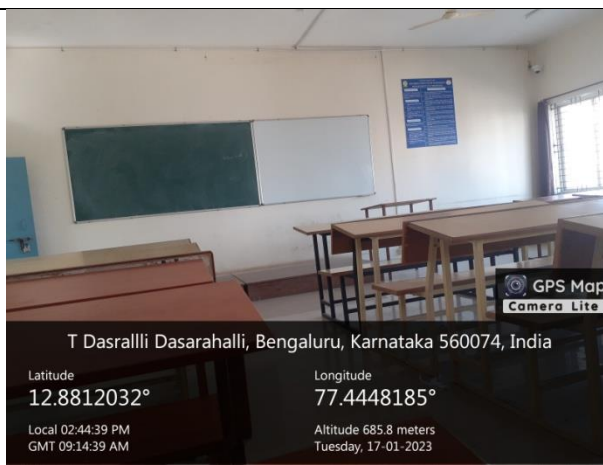 GPS Map
Camera Lite
T Dasrallli Dasarahalli, Bengaluru, Karnataka 560074, India
Latitude
12.8812032°
Longitude
77.4448185°
Local 02:44:39 PM
GMT 09:14:39 AM
Altitude 685.8 meters
Tuesday, 17-01-2023